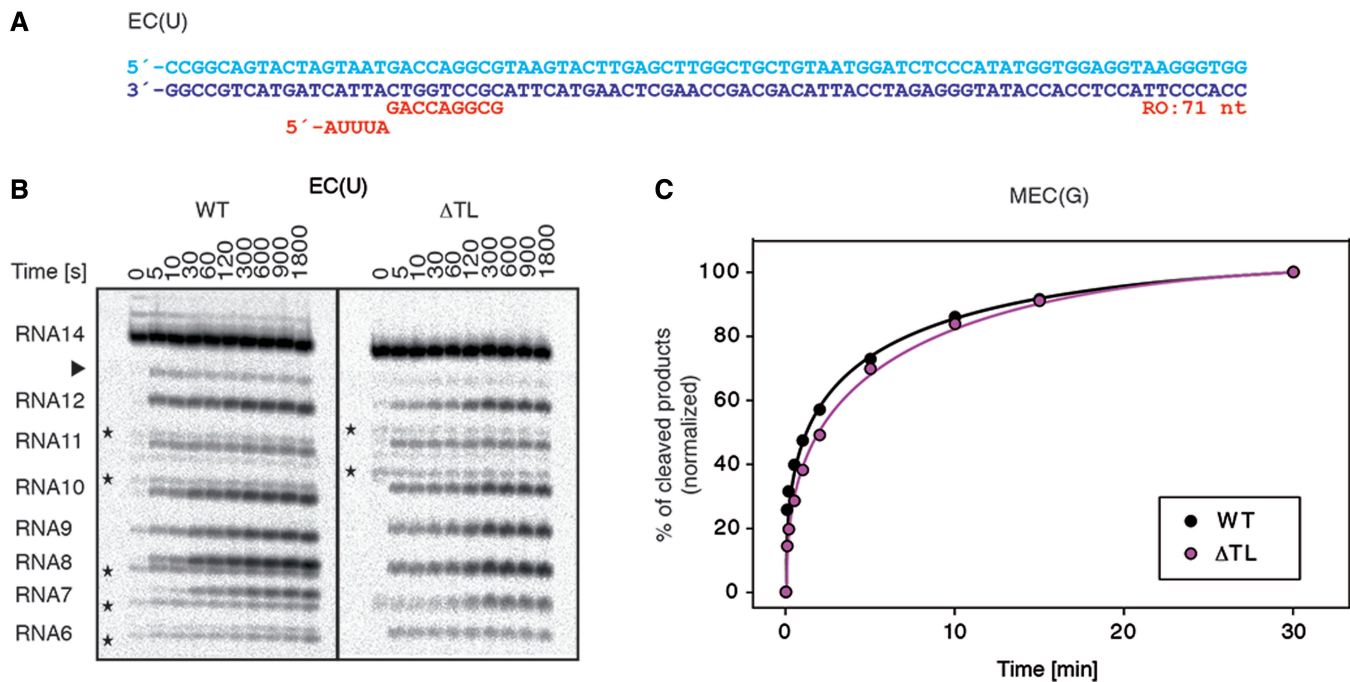 A
EC(U)
5´-CCGGCAGTACTAGTAATGACCAGGCGTAAGTACTTGAGCTTGGCTGCTGTAATGGATCTCCCATATGGTGGAGGTAAGGGTGG
3´-GGCCGTCATGATCATTACTGGTCCGCATTCATGAACTCGAACCGACGACATTACCTAGAGGGTATACCACCTCCATTCCCACC
GACCAGGCG RO:71 nt
5´-AUUUA
B
EC(U)
WT ΔTL
Time [s] 0 5 10 30 60 120 300 600 900 1800 0 5 10 30 60 120 300 600 900 1800
RNA14
RNA12
RNA11
RNA10
RNA9
RNA8
RNA7
RNA6
C
MEC(G)
% of cleaved products
(normalized)
100
80
60
40
20
0
WT
ΔTL
0 10 20 30
Time [min]